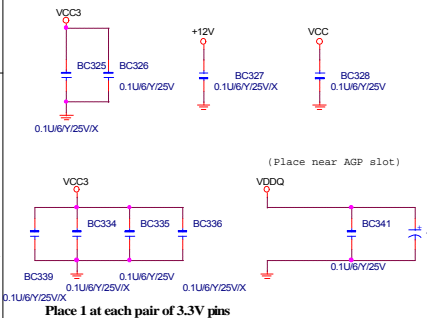 VCC3
+12V
VCC
BC325
BC326
BC327
BC328
0.1U/6/Y/25V
0.1U/6/Y/25V/X
0.1U/6/Y/25V
0.1U/6/Y/25V/X
(Place near AGP slot)
VCC3
VDDQ
BC334
BC335
BC336
BC341
BC339
0.1U/6/Y/25V
0.1U/6/Y/25V
0.1U/6/Y/25V/X
0.1U/6/Y/25V/X
0.1U/6/Y/25V/X
Place 1 at each pair of 3.3V pins